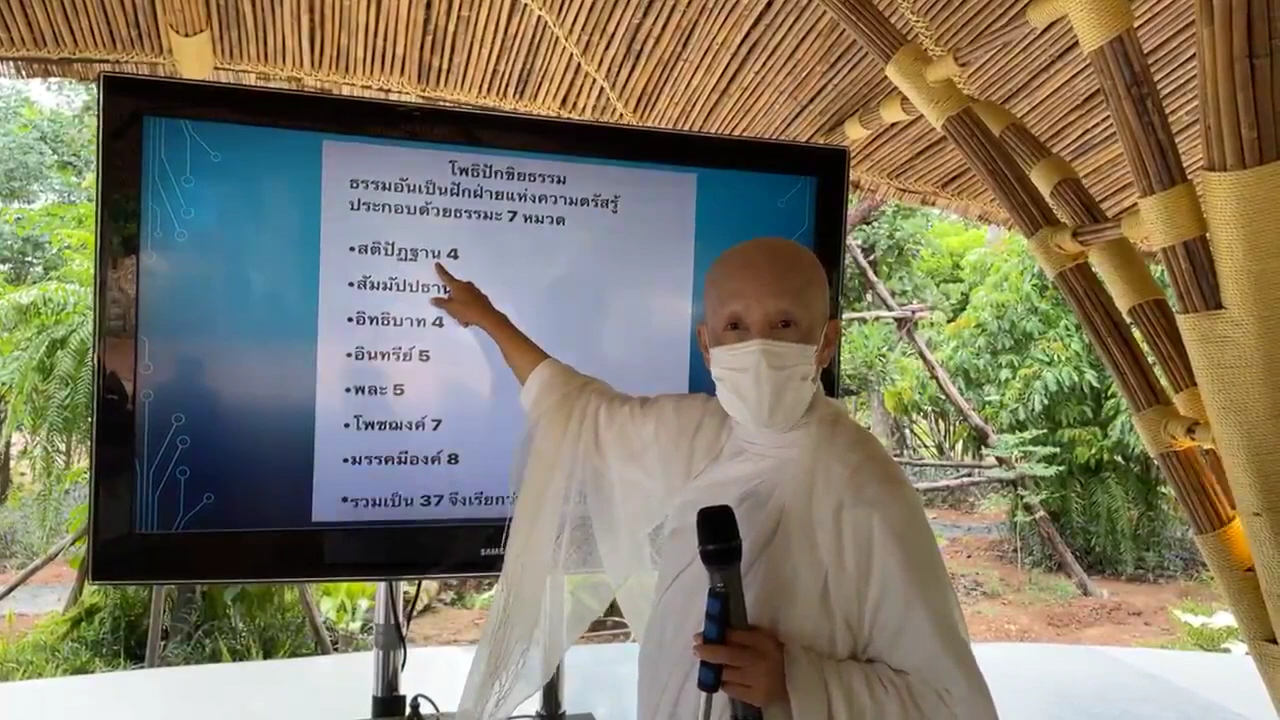 โพธิปักขิยธรรม
ธรรมอันเป็นฝักฝ่ายแห่งความตรัสรู้
ประกอบด้วยธรรมะ 7 หมวด
•สติปัฏฐาน 4
•สัมมัปปธาน
•อิทธิบาท 4
•อินทรีย์ 5
•พละ 5
•โพชฌงค์ 7
•มรรคมีองค์ 8
*รวมเป็น 37 จึงเรียกว่า